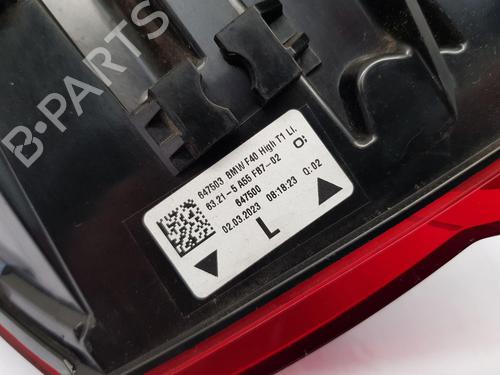 B-PARTS
647503 BMW F40 High T1 Li.
63.21-5 A55 FB7-02 O:
647500
02.03.2023 08:18:23 Q:02
L